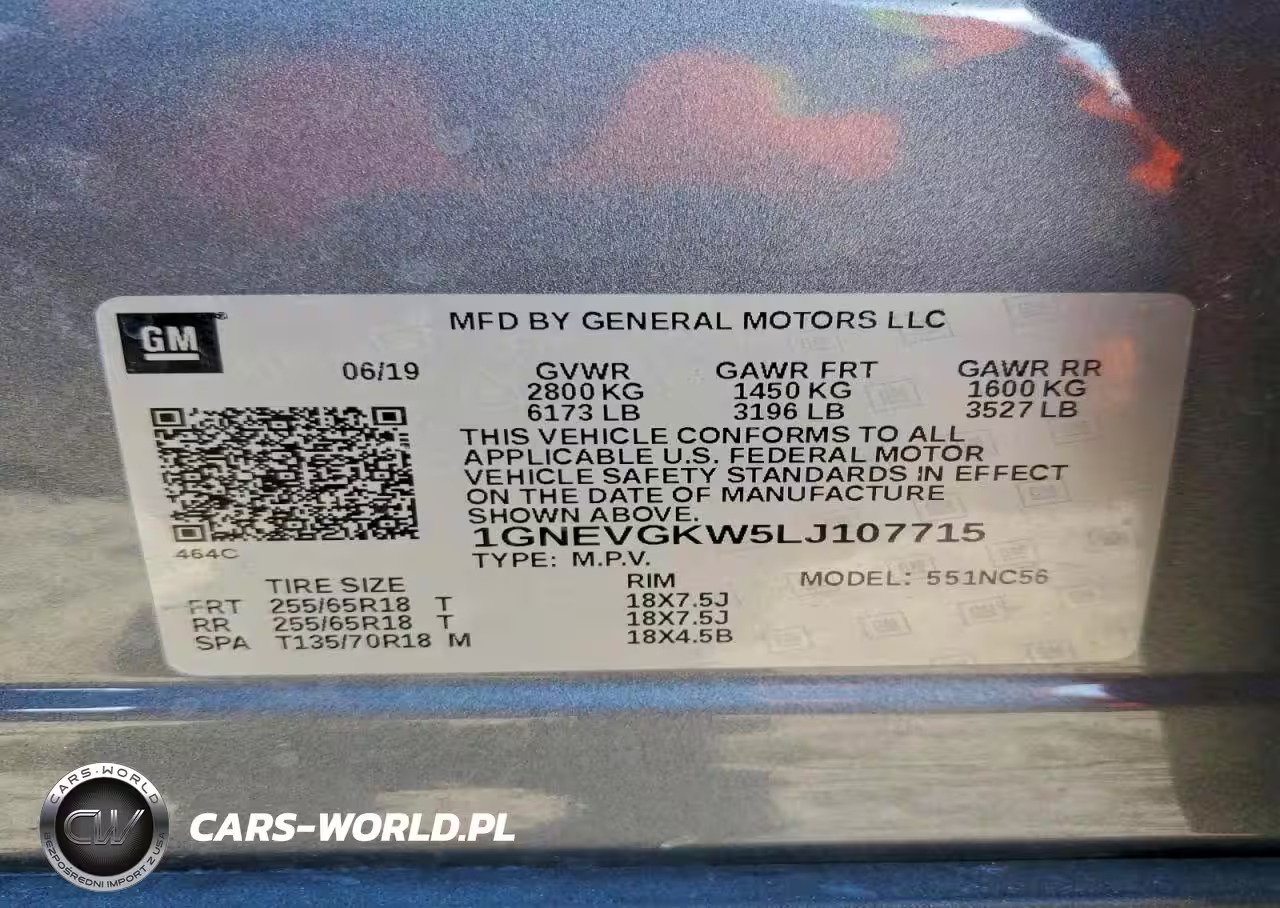 GM
MFD BY GENERAL MOTORS LLC
06/19
GVWR GAWR FRT GAWR RR
2800 KG 1450 KG 1600 KG
6173 LB 3196 LB 3527 LB
THIS VEHICLE CONFORMS TO ALL
APPLICABLE U.S. FEDERAL MOTOR
VEHICLE SAFETY STANDARDS IN EFFECT
ON THE DATE OF MANUFACTURE
SHOWN ABOVE.
1GNEVGKW5LJ107715
464C
TYPE: M.P.V.
TIRE SIZE RIM MODEL: 551NC56
FRT 255/65R18 T 18X7.5J
RR 255/65R18 T 18X7.5J
SPA T135/70R18 M 18X4.5B
CARS-WORLD
CW
BEZPOŚREDNI IMPORT Z USA
CARS-WORLD.PL